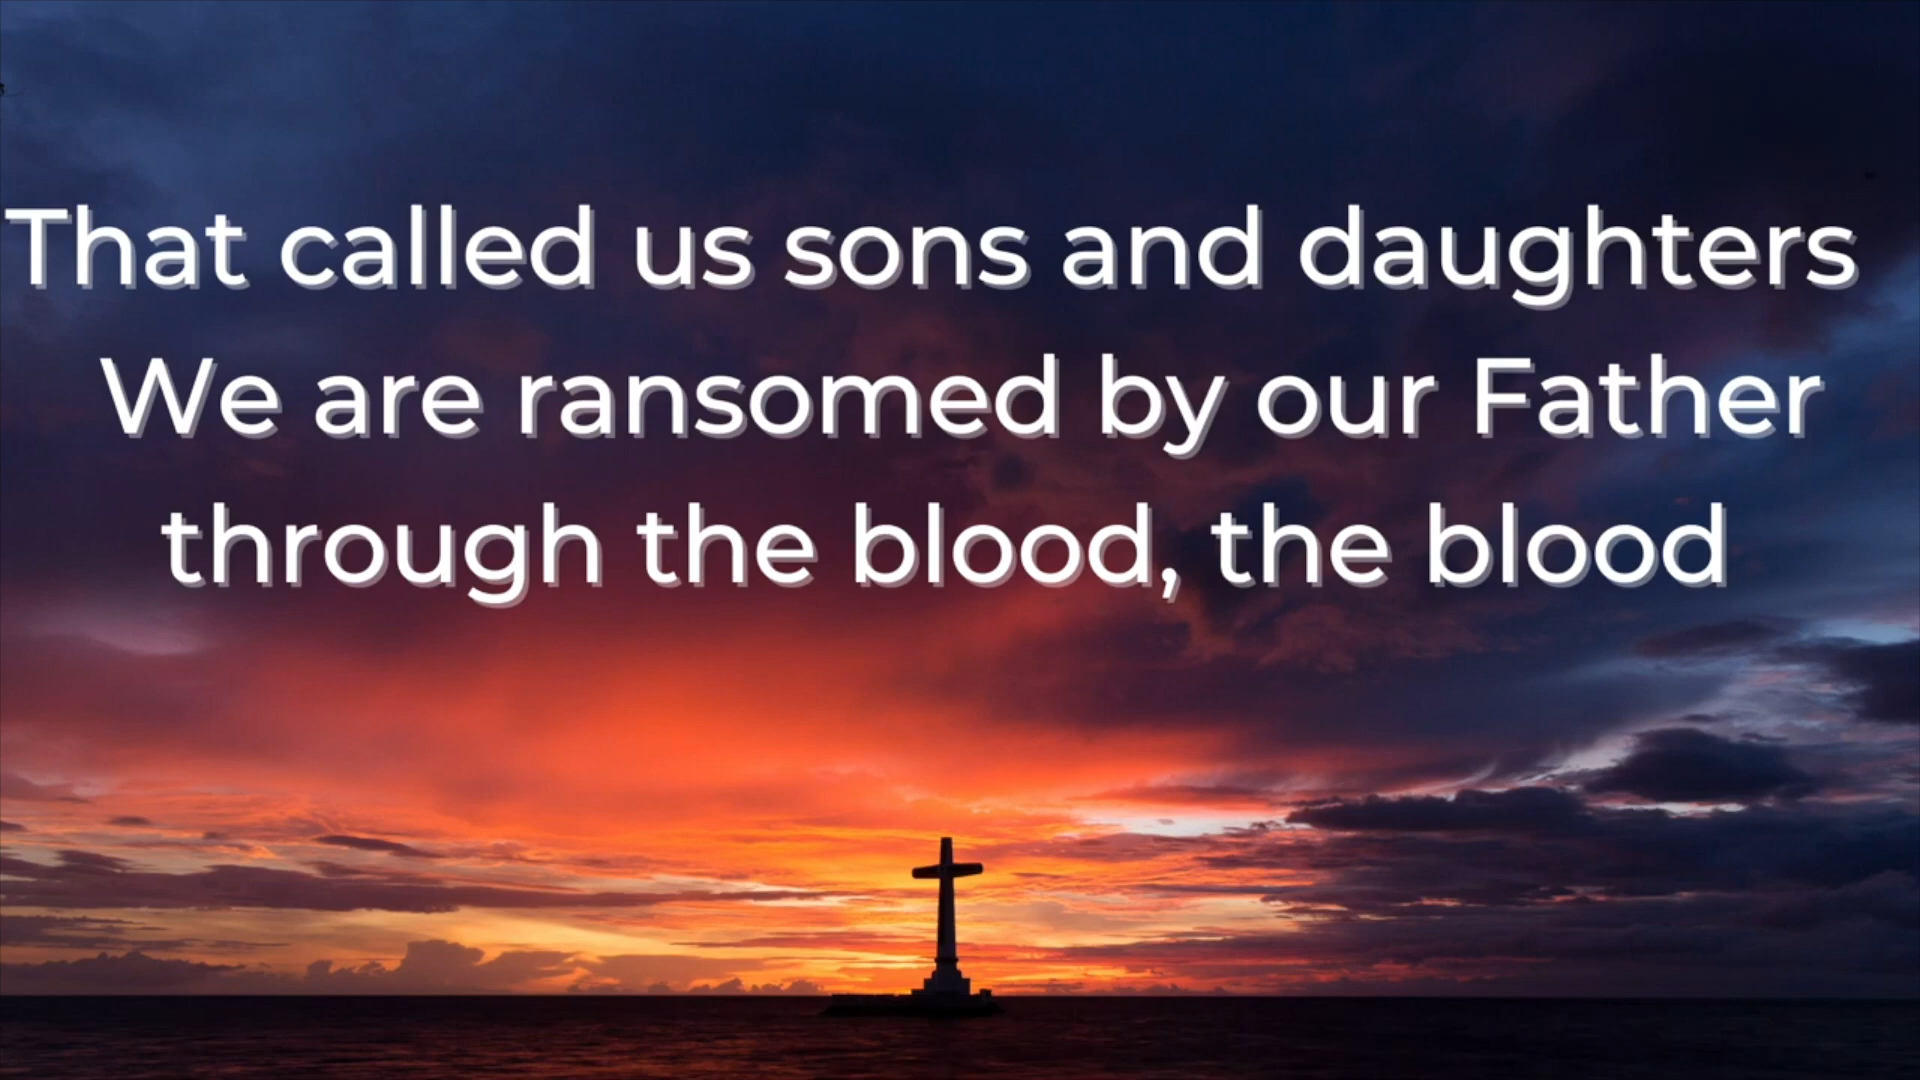 That called us sons and daughters
We are ransomed by our Father
through the blood, the blood